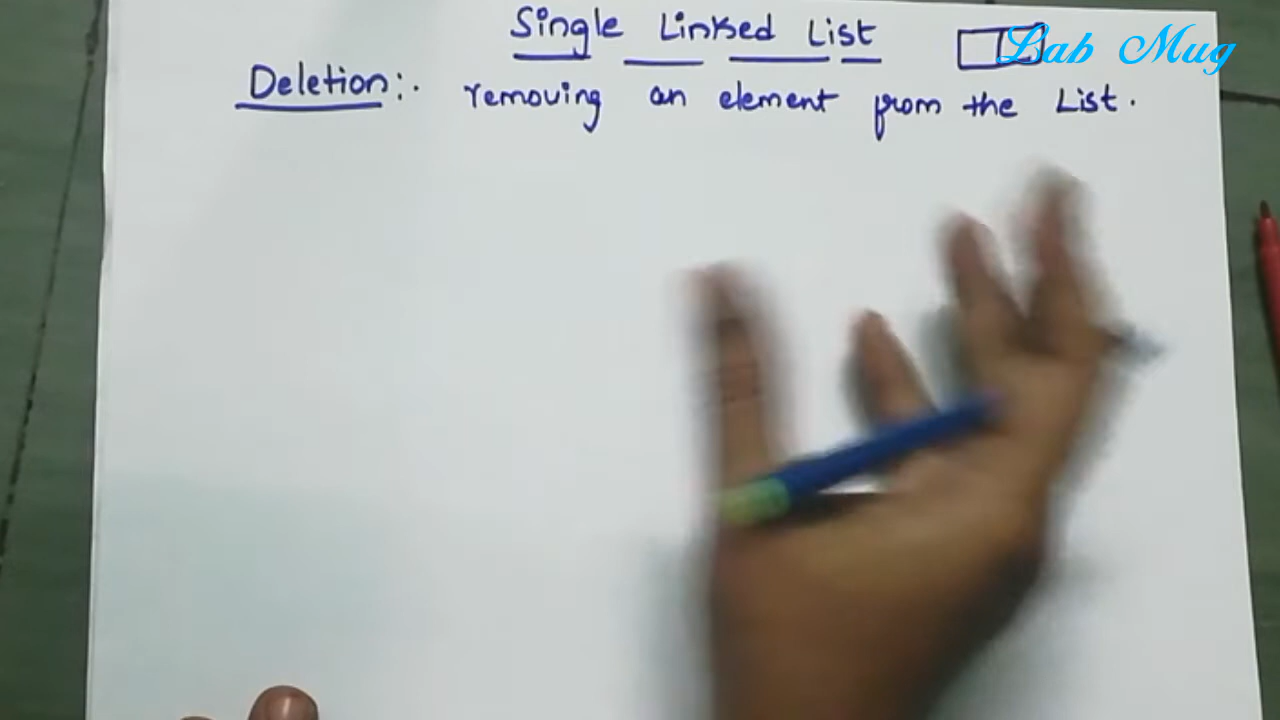 Single Linked List
Lab Mug
Deletion:. removing an element from the List.